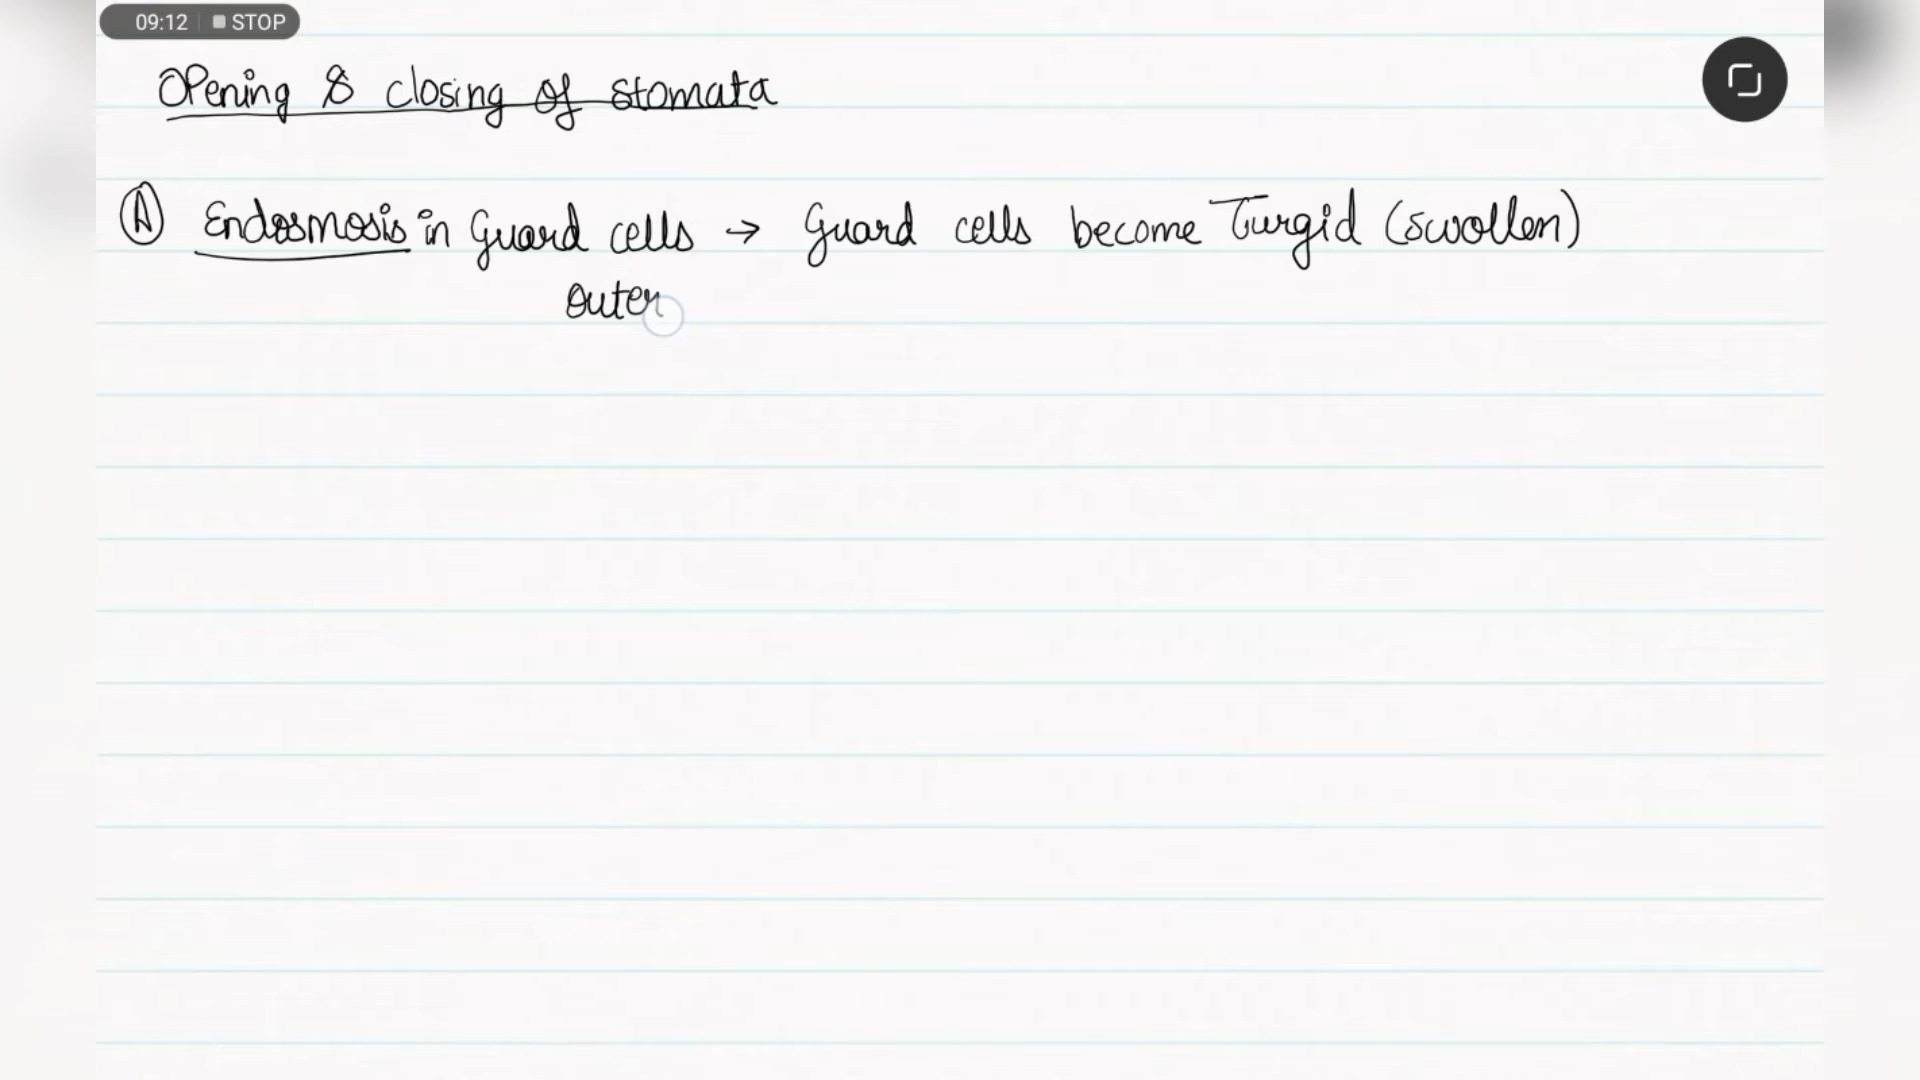 09:12 STOP
Opening & closing of stomata
(A) Endosmosis in Guard cells → Guard cells become Turgid (swollen)
outer